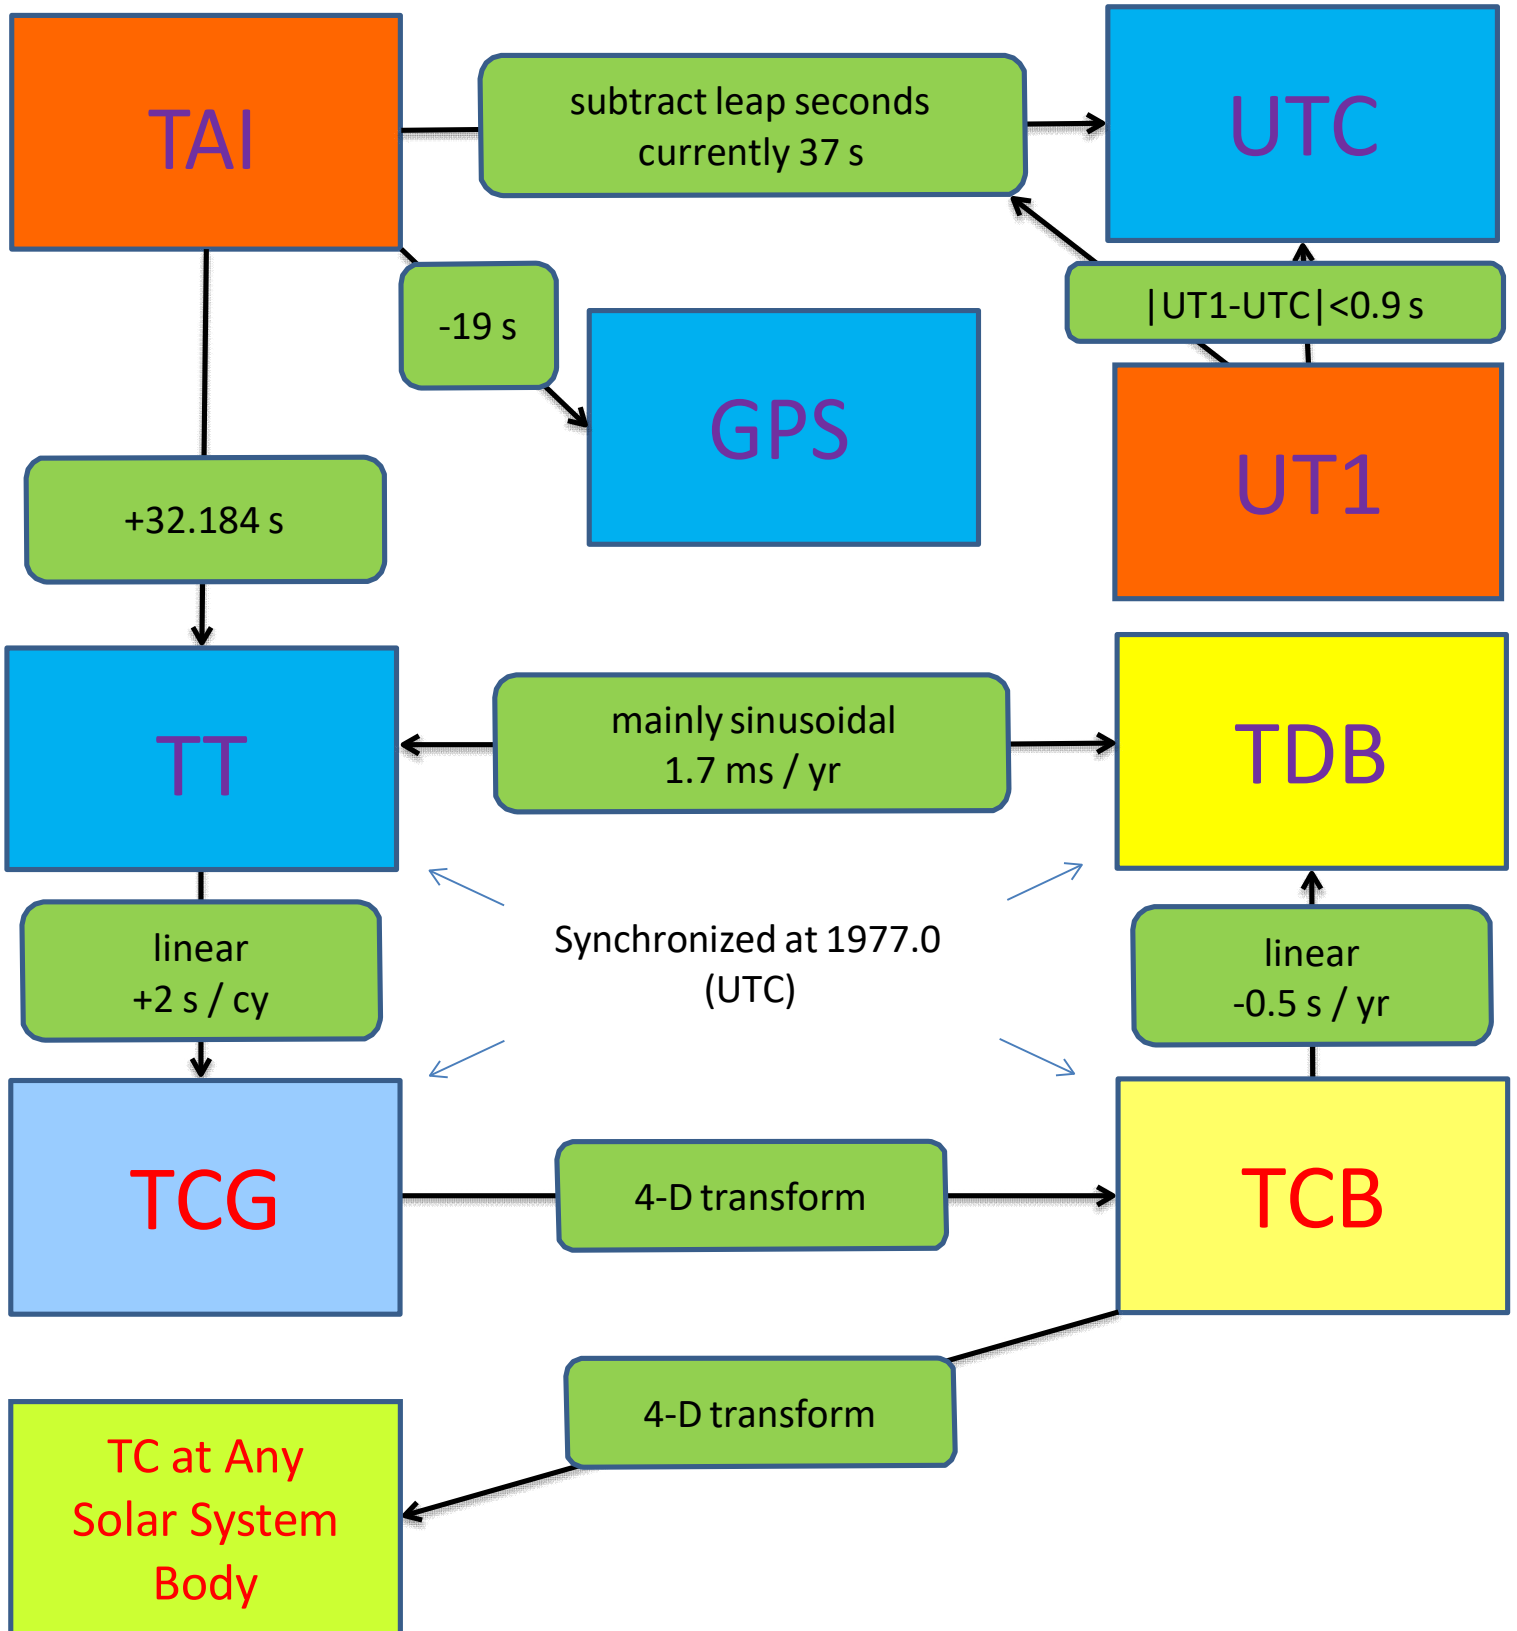 TAI
subtract leap seconds
currently 37 s
UTC
-19 s
|UT1-UTC|<0.9 s
GPS
UT1
+32.184 s
TT
mainly sinusoidal
1.7 ms / yr
TDB
linear
+2 s / cy
Synchronized at 1977.0
(UTC)
linear
-0.5 s / yr
TCG
4-D transform
TCB
4-D transform
TC at Any
Solar System
Body